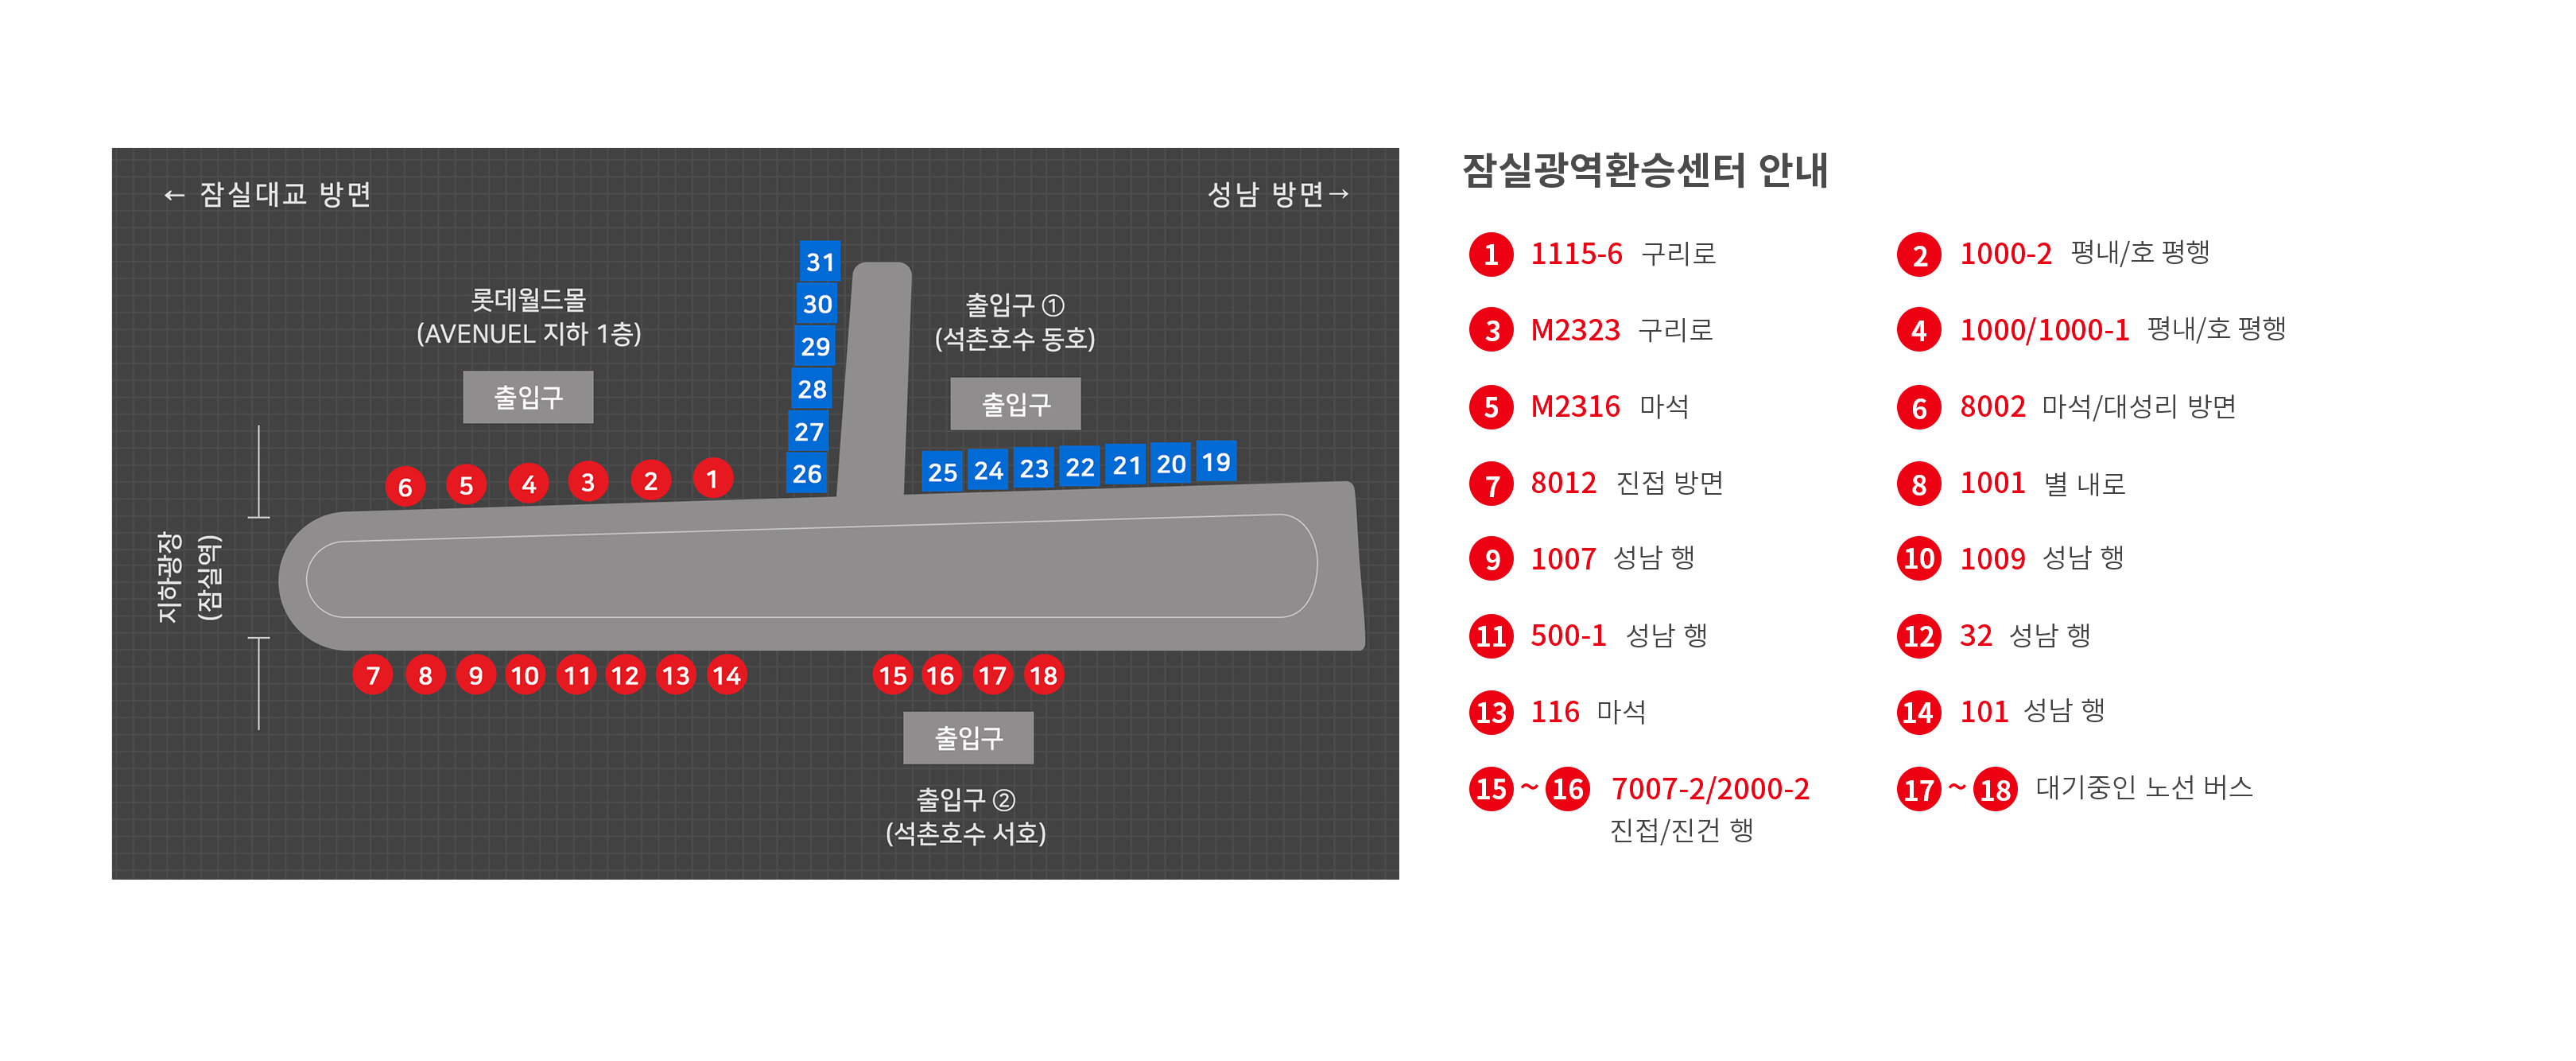 ← 잠실대교 방면
성남 방면→
롯데월드몰
(AVENUEL 지하 1층)
출입구
출입구 ①
(석촌호수 동호)
출입구
31
30
29
28
27
26
25 24 23 22 21 20 19
6 5 4 3 2 1
지하광장
(잠실역)
7 8 9 10 11 12 13 14
15 16 17 18
출입구
출입구 ②
(석촌호수 서호)
잠실광역환승센터 안내
1 1115-6 구리로
2 1000-2 평내/호 평행
3 M2323 구리로
4 1000/1000-1 평내/호 평행
5 M2316 마석
6 8002 마석/대성리 방면
7 8012 진접 방면
8 1001 별 내로
9 1007 성남 행
10 1009 성남 행
11 500-1 성남 행
12 32 성남 행
13 116 마석
14 101 성남 행
15 ~ 16 7007-2/2000-2
진접/진건 행
17 ~ 18 대기중인 노선 버스